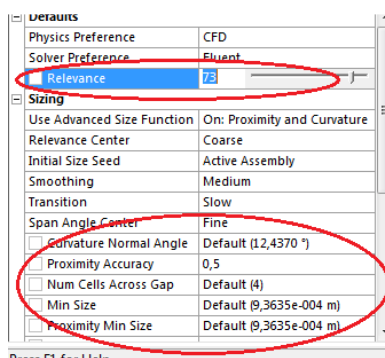 Defaults
Physics Preference CFD
Solver Preference Fluent
Relevance 73
Sizing
Use Advanced Size Function On: Proximity and Curvature
Relevance Center Coarse
Initial Size Seed Active Assembly
Smoothing Medium
Transition Slow
Span Angle Center Fine
Curvature Normal Angle Default (12,4370 °)
Proximity Accuracy 0,5
Num Cells Across Gap Default (4)
Min Size Default (9,3635e-004 m)
Proximity Min Size Default (9,3635e-004 m)
Press F1 for Help